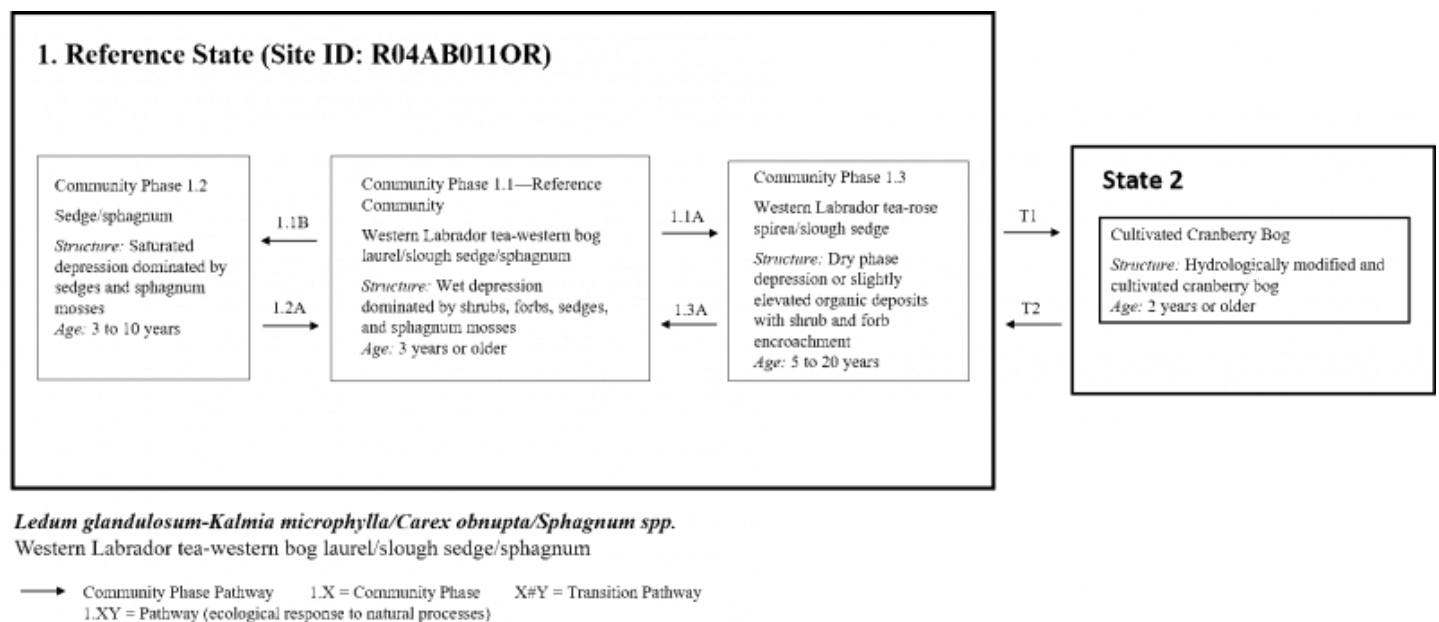 1. Reference State (Site ID: R04AB011OR)
Community Phase 1.2
Sedge/sphagnum
Structure: Saturated
depression dominated by
sedges and sphagnum
mosses
Age: 3 to 10 years
1.1B
1.2A
Community Phase 1.1—Reference
Community
Western Labrador tea-western bog
laurel/slough sedge/sphagnum
Structure: Wet depression
dominated by shrubs, forbs, sedges,
and sphagnum mosses
Age: 3 years or older
1.1A
1.3A
Community Phase 1.3
Western Labrador tea-rose
spirea/slough sedge
Structure: Dry phase
depression or slightly
elevated organic deposits
with shrub and forb
encroachment
Age: 5 to 20 years
T1
T2
State 2
Cultivated Cranberry Bog
Structure: Hydrologically modified and
cultivated cranberry bog
Age: 2 years or older
Ledum glandulosum-Kalmia microphylla/Carex obnupta/Sphagnum spp.
Western Labrador tea-western bog laurel/slough sedge/sphagnum
Community Phase Pathway 1.X = Community Phase X#Y = Transition Pathway
1.XY = Pathway (ecological response to natural processes)